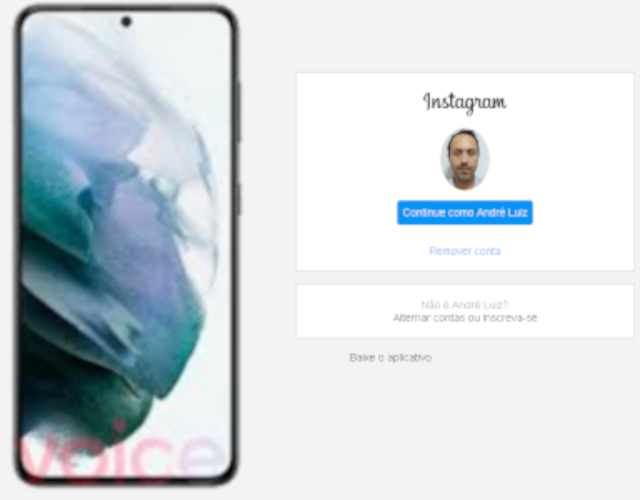 Instagram
Continue como André Luiz
Remover conta
Não é André Luiz?
Alternar contas ou Inscreva-se
Baixe o aplicativo
voice